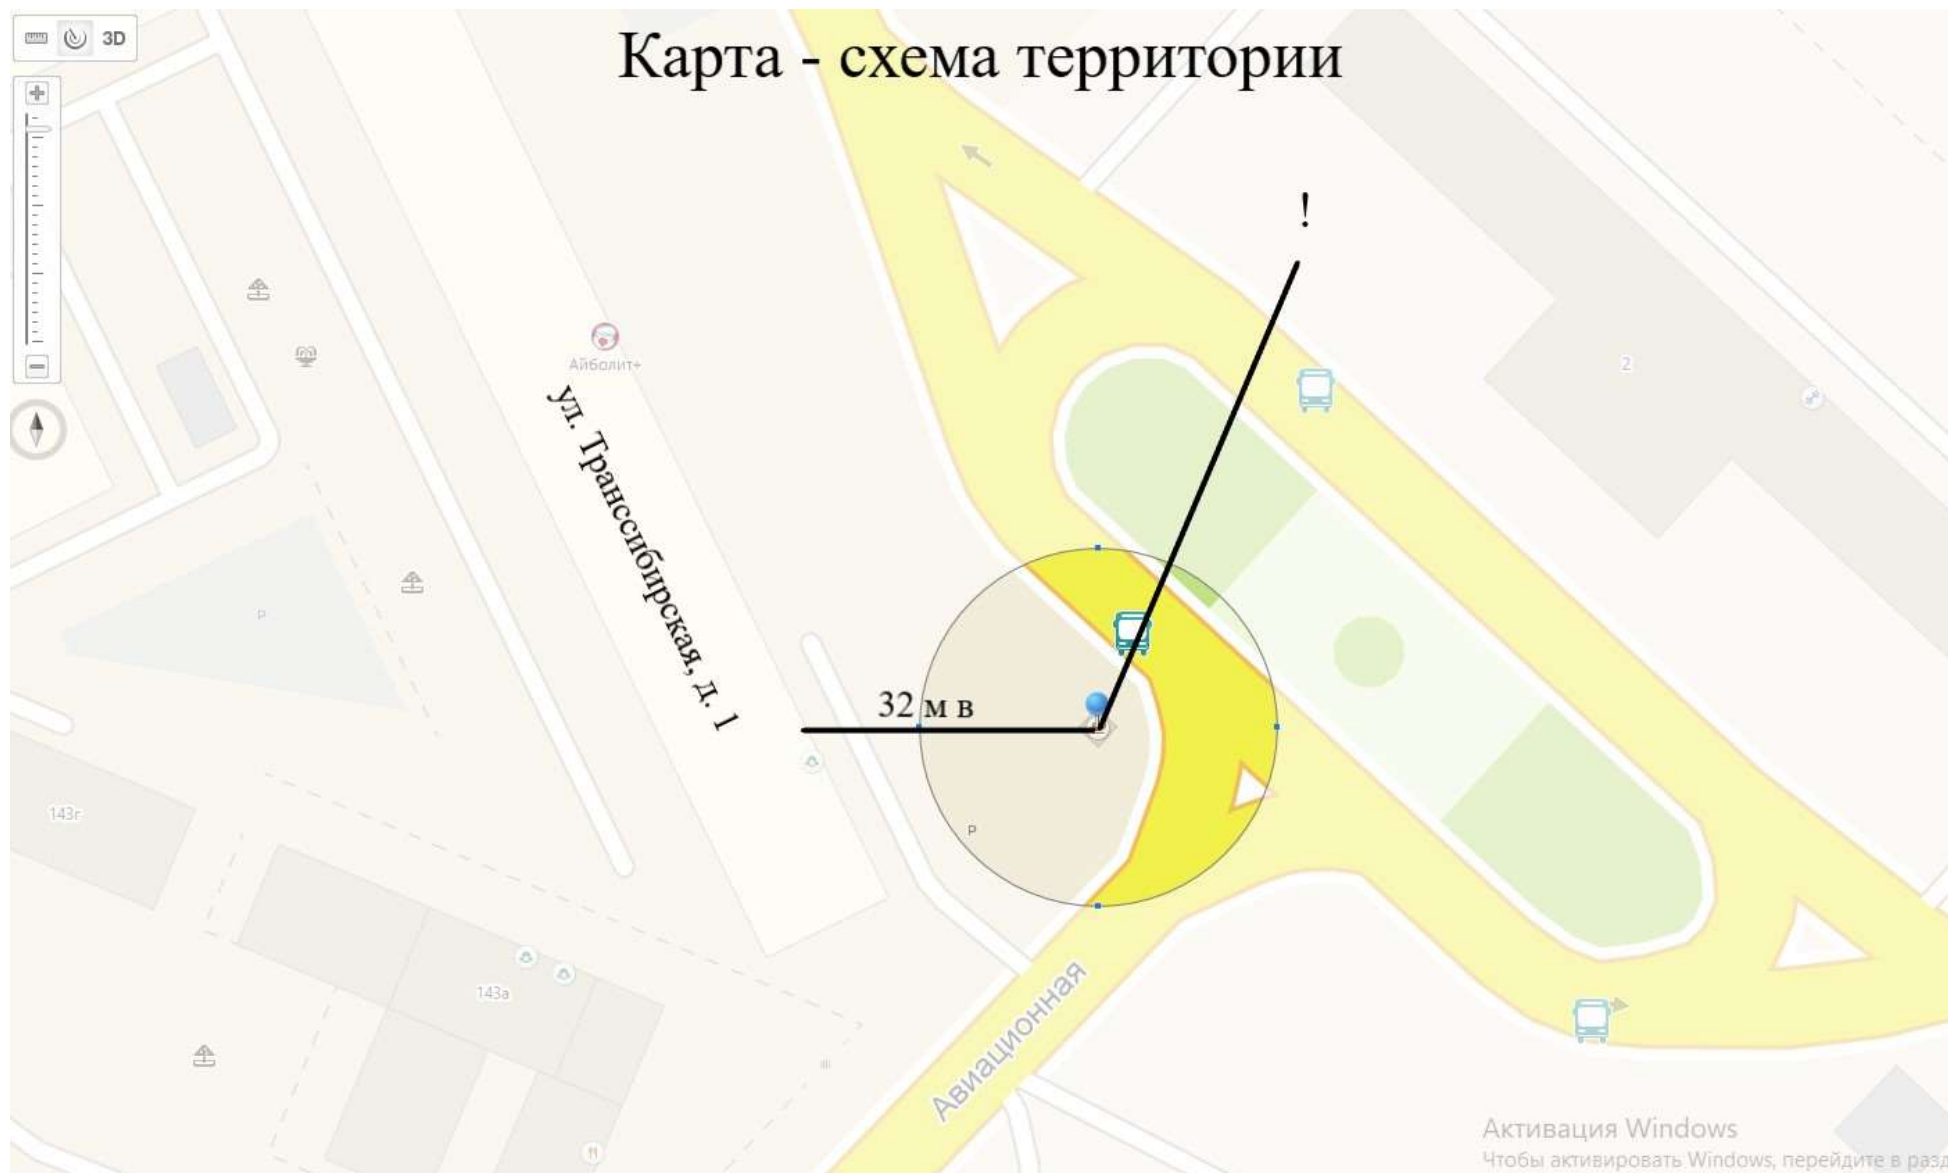 3D
Карта - схема территории
!
Айболит+
ул. Транссибирская, д. 1
2
P
32 м в
143г
P
143а
Авиационная
Активация Windows
Чтобы активировать Windows, перейдите в разд